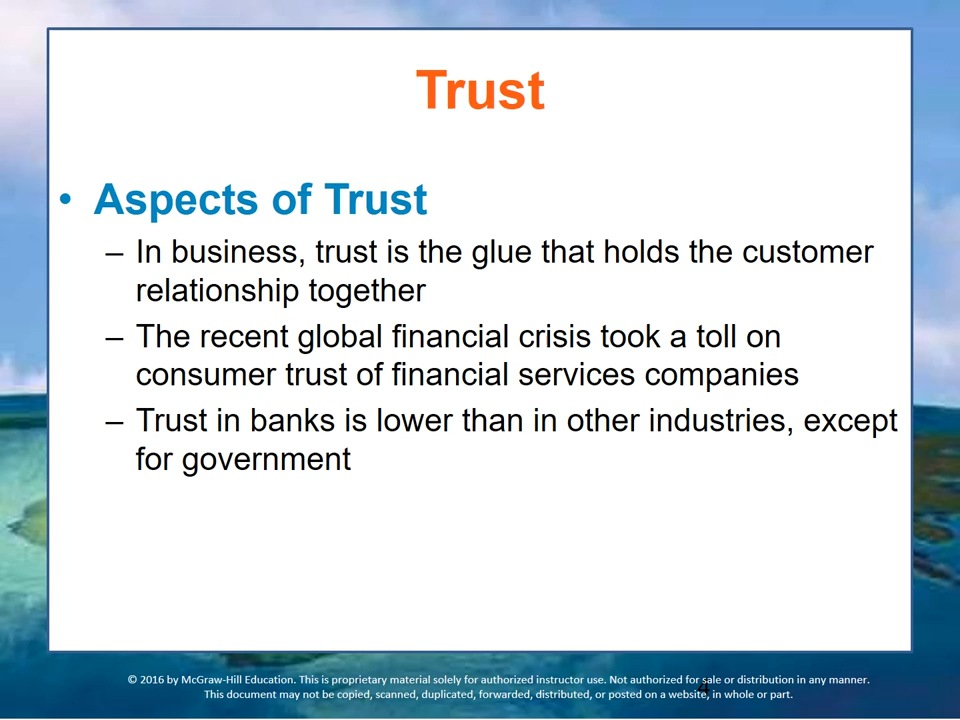 Trust
• Aspects of Trust
– In business, trust is the glue that holds the customer
relationship together
– The recent global financial crisis took a toll on
consumer trust of financial services companies
– Trust in banks is lower than in other industries, except
for government
© 2016 by McGraw-Hill Education. This is proprietary material solely for authorized instructor use. Not authorized for sale or distribution in any manner.
This document may not be copied, scanned, duplicated, forwarded, distributed, or posted on a website, in whole or part.
4